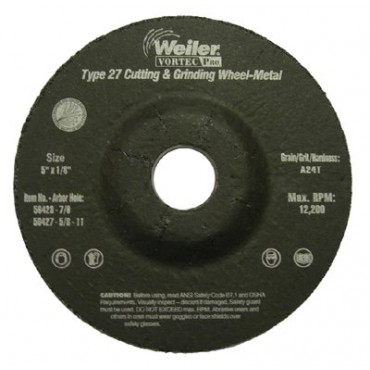 Weiler
VORTEC PRO
Type 27 Cutting & Grinding Wheel-Metal
Size
5" x 1/8"
Item No. - Arbor Hole:
56428 - 7/8
56427 - 5/8 - 11
Grain/Grit/Hardness:
A24T
Max. RPM:
12,200
CAUTION: Before using, read ANSI Safety Code B7.1 and OSHA
Requirements. Visually inspect – discard if damaged. Safety guard
must be used. DO NOT EXCEED max. RPM. Abrasive users and
others in area must wear goggles or face shields over
safety glasses.